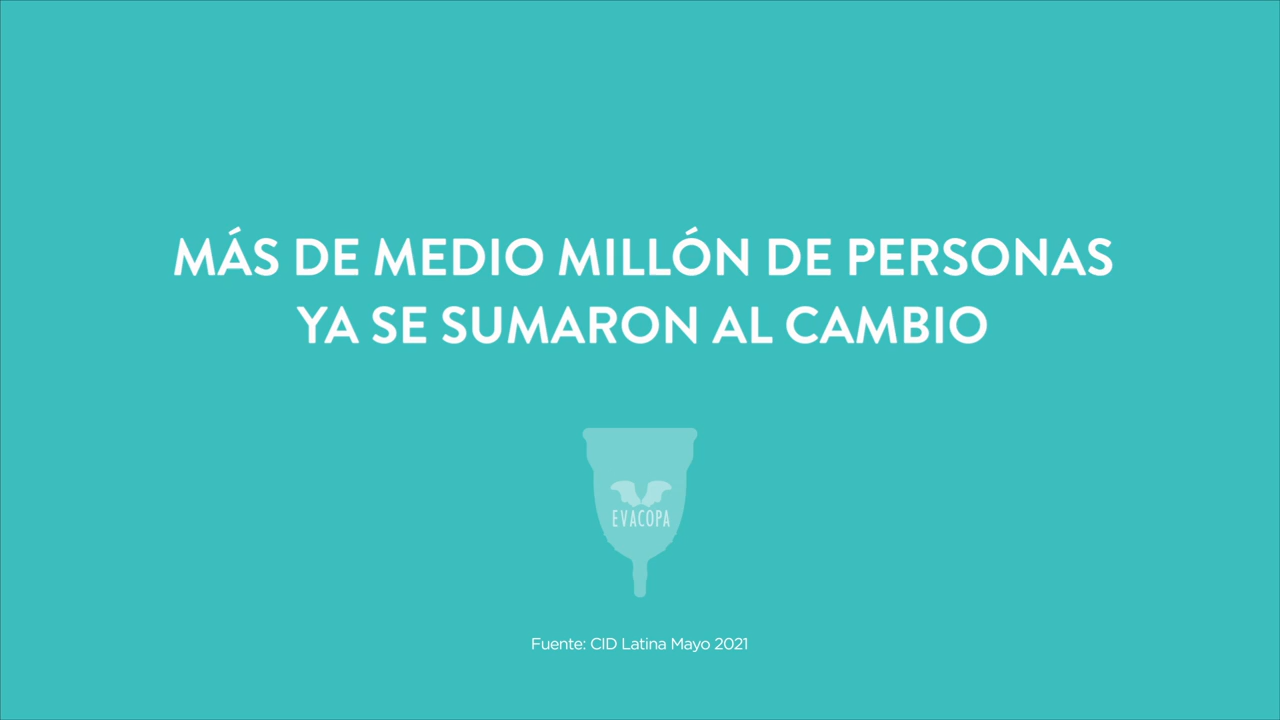 MÁS DE MEDIO MILLÓN DE PERSONAS
YA SE SUMARON AL CAMBIO
EVACOPA
Fuente: CID Latina Mayo 2021